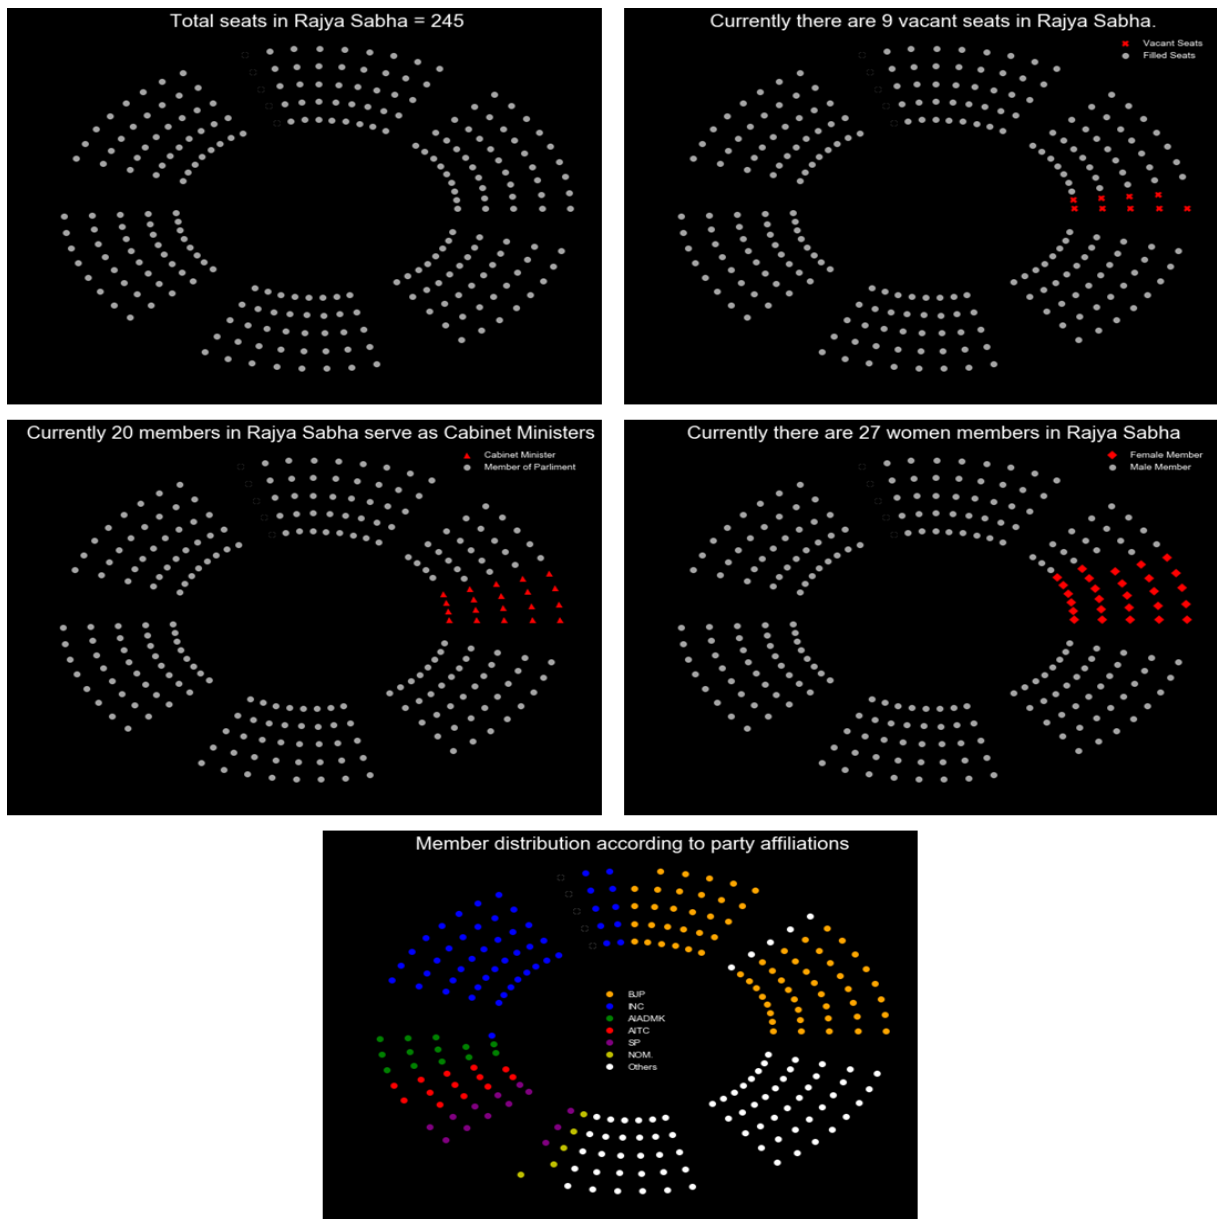 Total seats in Rajya Sabha = 245
Currently there are 9 vacant seats in Rajya Sabha.
Vacant Seats
Filled Seats
Currently 20 members in Rajya Sabha serve as Cabinet Ministers
Cabinet Minister
Member of Parliment
Currently there are 27 women members in Rajya Sabha
Female Member
Male Member
Member distribution according to party affiliations
BJP
INC
AIADMK
AITC
SP
NOM.
Others